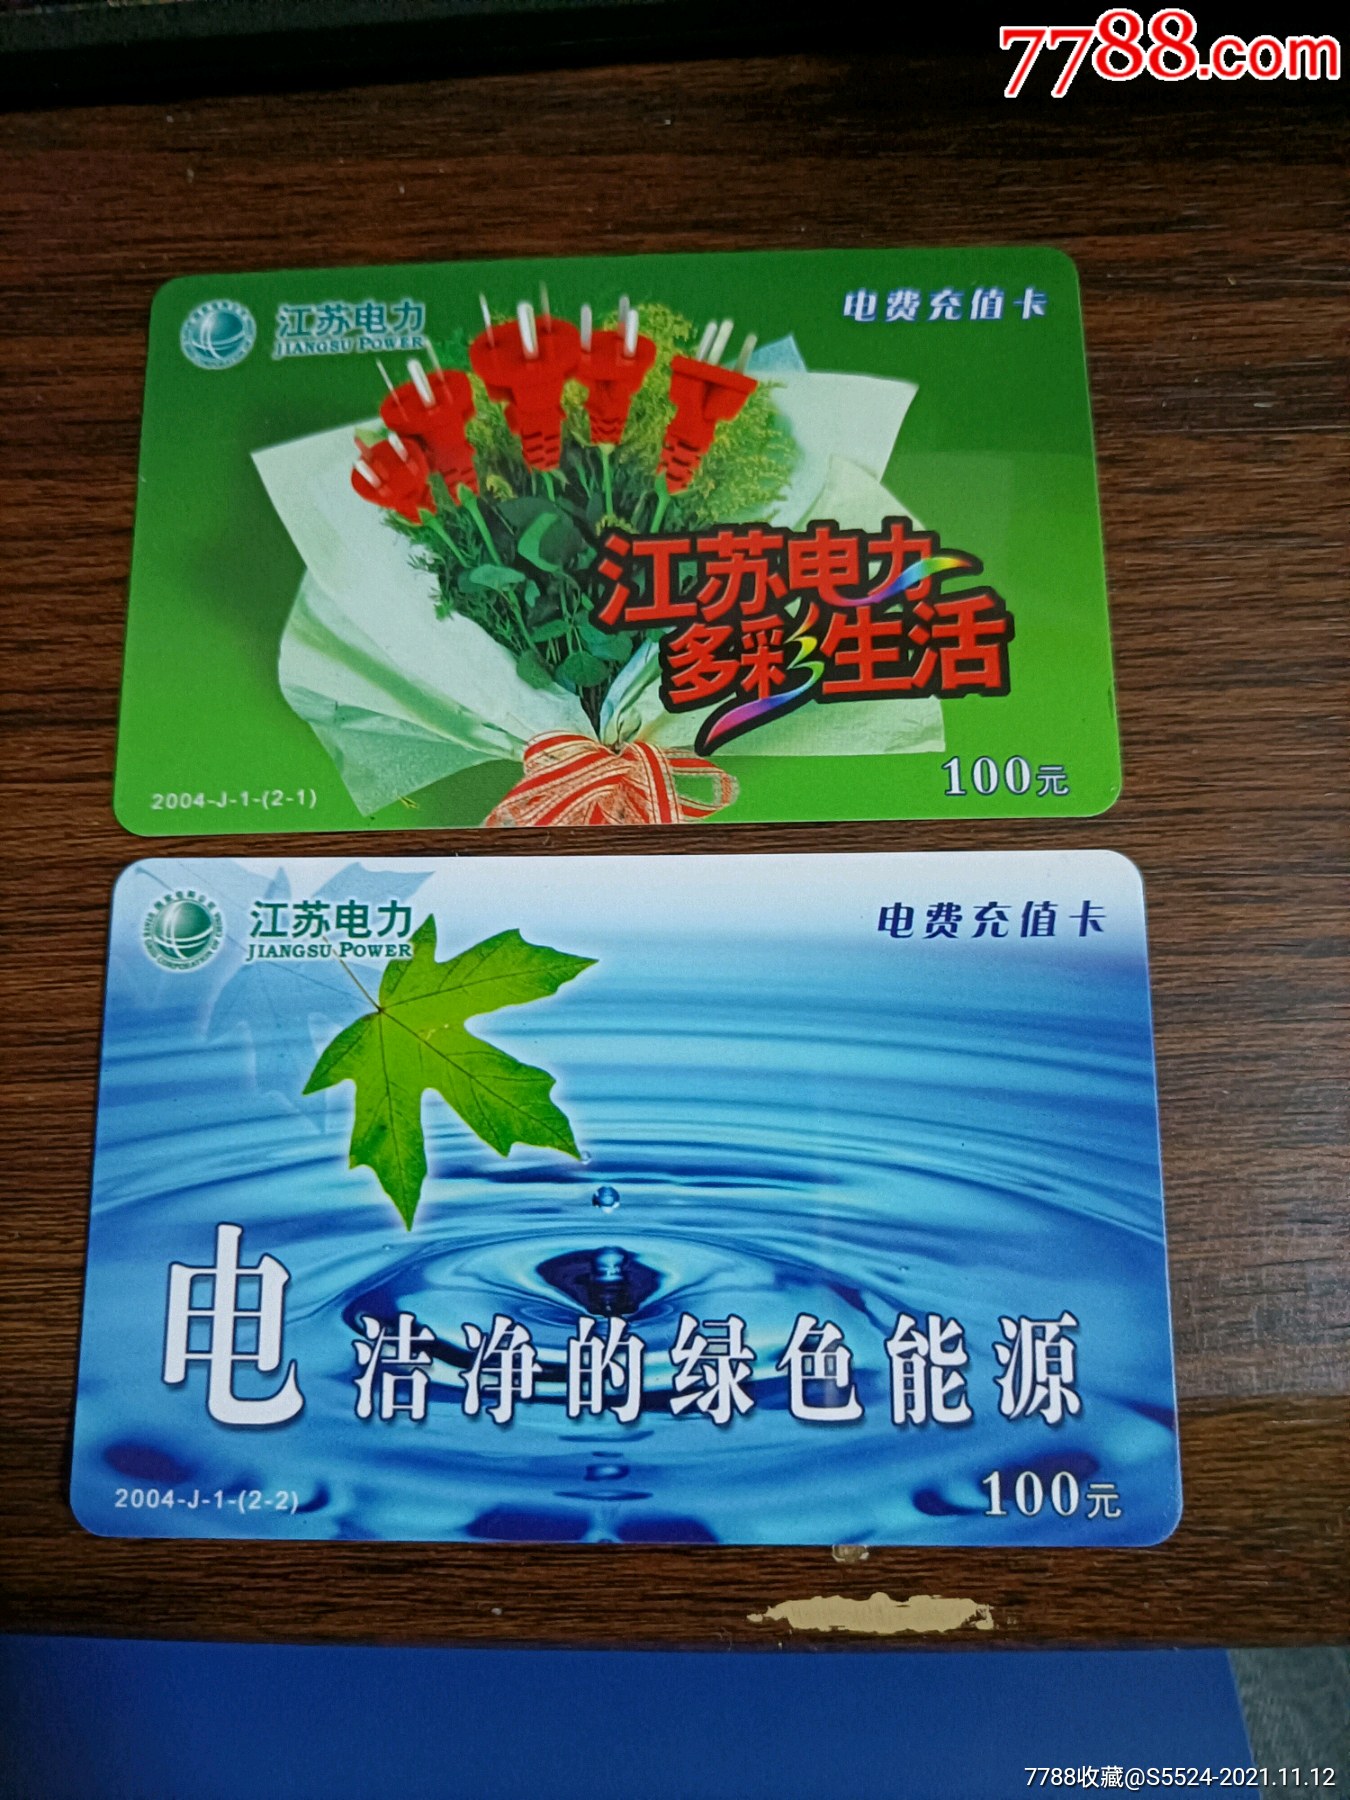 7788.com
江苏电力
JIANGSU POWER
电费充值卡
江苏电力
多彩生活
100元
2004-J-1-(2-1)
江苏电力
JIANGSU POWER
电费充值卡
电 洁净的绿色能源
2004-J-1-(2-2)
100元
7788收藏@S5524-2021.11.12